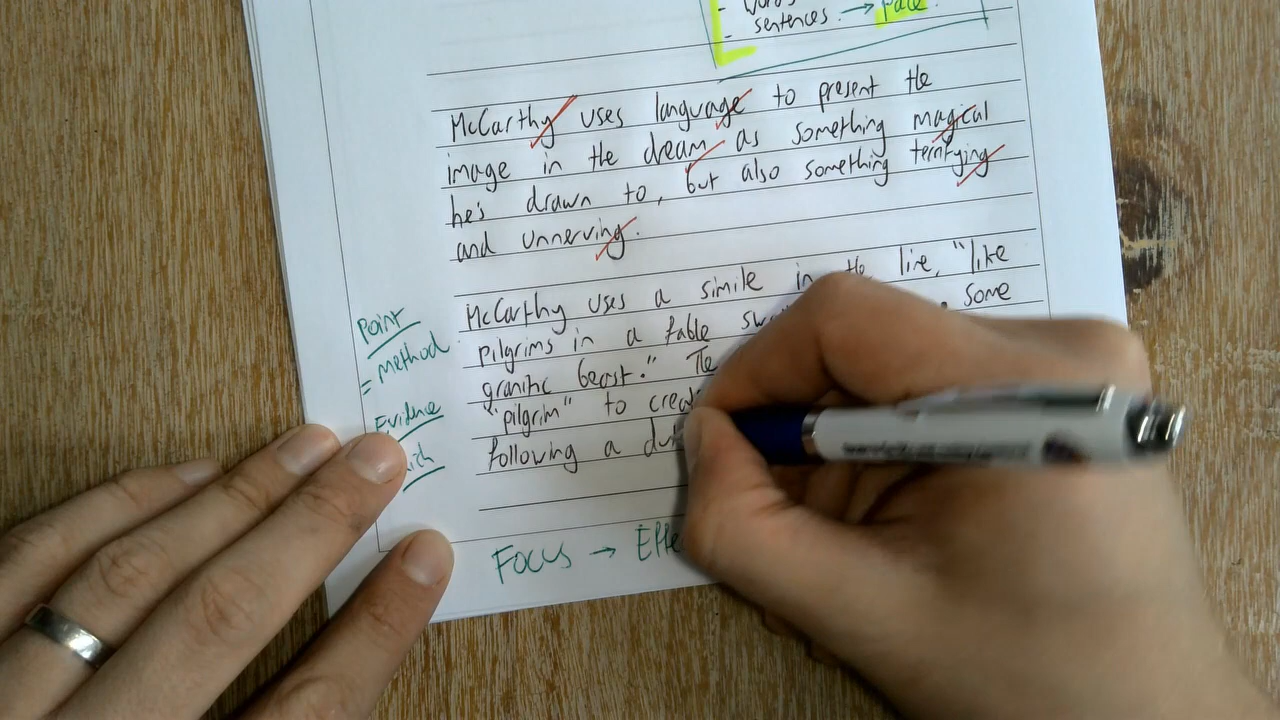 - words
- sentences. → pace.
McCarthy uses language to present the
image in the dream as something magical
he's drawn to, but also something terrifying
and unnerving.
McCarthy uses a simile in the line, "like
pilgrims in a fable some
granitic beast." The
"pilgrim" to
following a
Point
= method
Evidence
FOCUS →